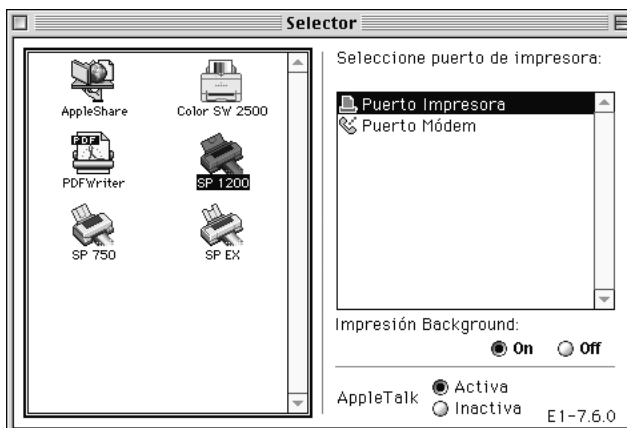 Selector
AppleShare
Color SW 2500
PDF
PDFWriter
SP 1200
SP 750
SP EX
Seleccione puerto de impresora:
Puerto Impresora
Puerto Módem
Impresión Background:
On Off
AppleTalk
Activa
Inactiva
E1-7.6.0